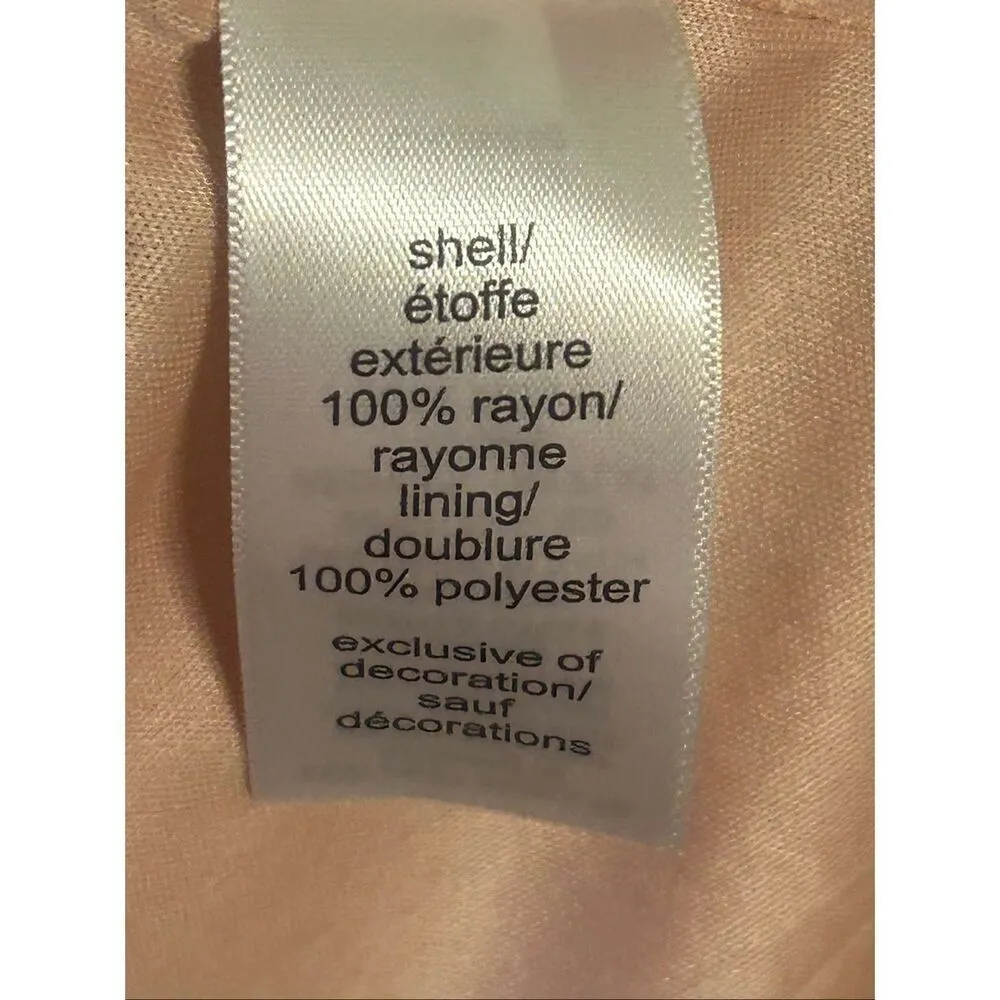 shell/
étoffe
extérieure
100% rayon/
rayonne
lining/
doublure
100% polyester
exclusive of
decoration/
sauf
décorations